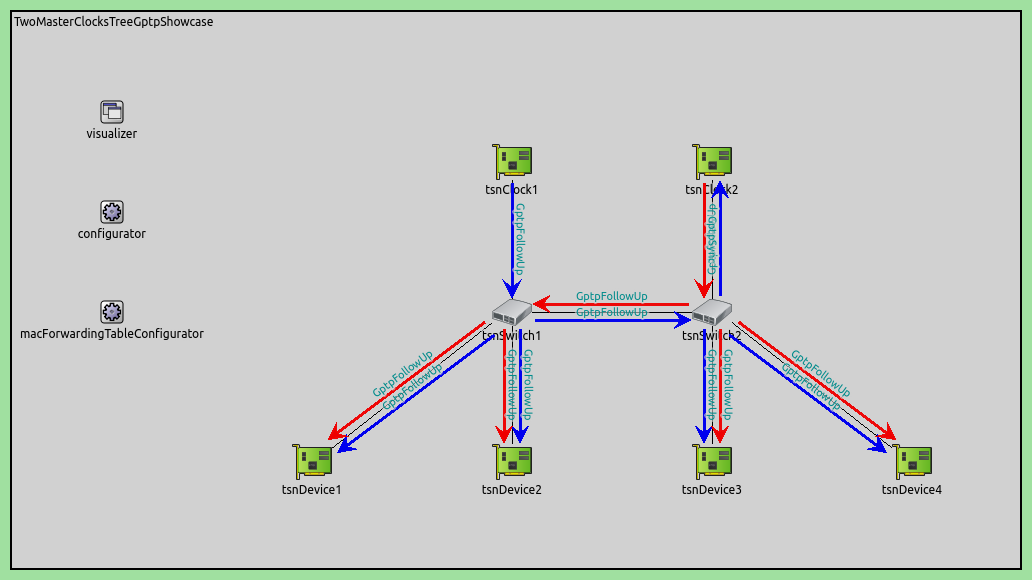 TwoMasterClocksTreeGptpShowcase
visualizer
tsnClock1
tsnClock2
GptpFollowUp
configurator
GptpFollowUp
GptpFollowUp
macForwardingTableConfigurator
tsnSwitch1
tsnSwitch2
GptpFollowUp
GptpFollowUp
GptpFollowUp
GptpFollowUp
GptpFollowUp
GptpFollowUp
GptpFollowUp
GptpFollowUp
tsnDevice1
tsnDevice2
tsnDevice3
tsnDevice4